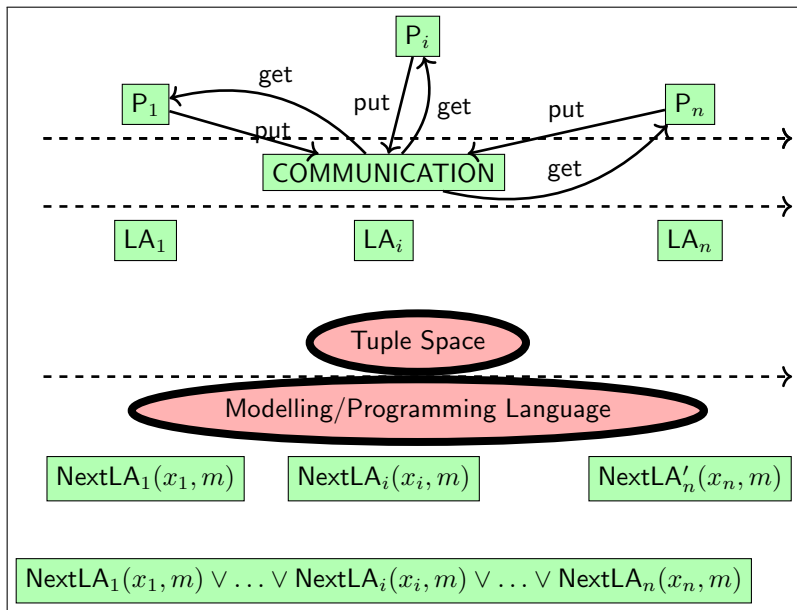 P_i
get
put
get
put
P_1
P_n
put
COMMUNICATION
get
LA_1 LA_i LA_n
Tuple Space
Modelling/Programming Language
NextLA_1(x_1, m) NextLA_i(x_i, m) NextLA′_n(x_n, m)
NextLA_1(x_1, m) ∨ … ∨ NextLA_i(x_i, m) ∨ … ∨ NextLA_n(x_n, m)